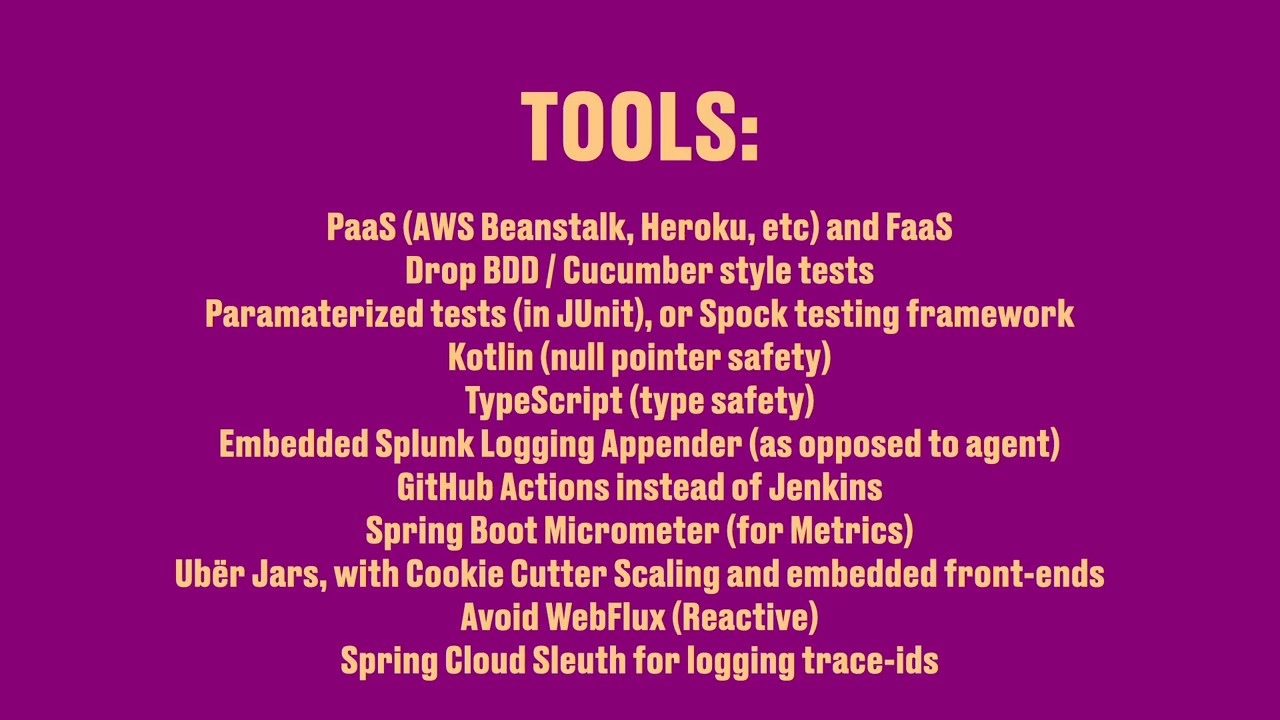 TOOLS:
PaaS (AWS Beanstalk, Heroku, etc) and FaaS
Drop BDD / Cucumber style tests
Paramaterized tests (in JUnit), or Spock testing framework
Kotlin (null pointer safety)
TypeScript (type safety)
Embedded Splunk Logging Appender (as opposed to agent)
GitHub Actions instead of Jenkins
Spring Boot Micrometer (for Metrics)
Ubër Jars, with Cookie Cutter Scaling and embedded front-ends
Avoid WebFlux (Reactive)
Spring Cloud Sleuth for logging trace-ids